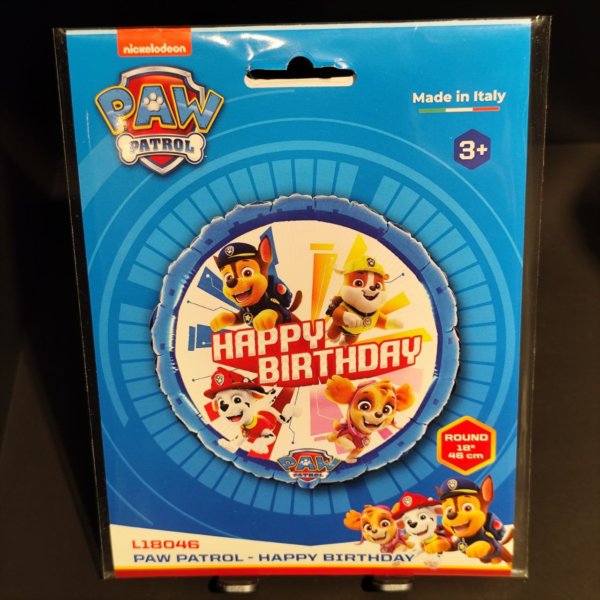 nickelodeon
PAW
PATROL
Made in Italy
3+
HAPPY
BIRTHDAY
PAW
PATROL
ROUND
18"
46 cm
L18046
PAW PATROL - HAPPY BIRTHDAY